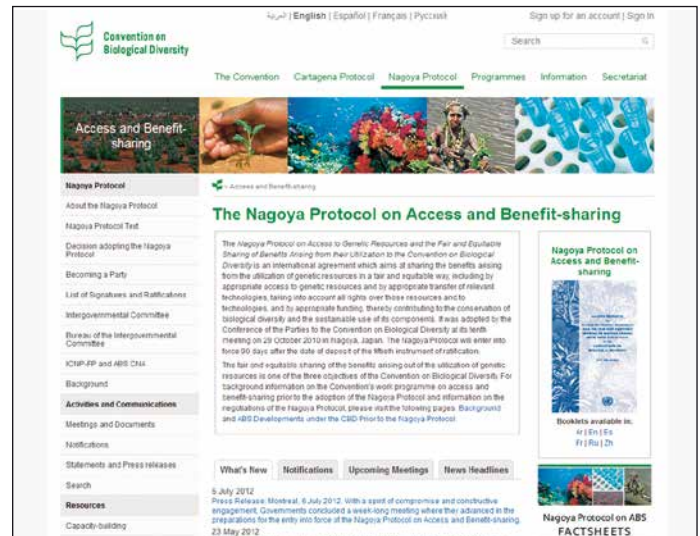 العربية | English | Español | Français | Русский
Sign up for an account | Sign in
Convention on
Biological Diversity
Search
The Convention Cartagena Protocol Nagoya Protocol Programmes Information Secretariat
Access and Benefit-
sharing
Nagoya Protocol
About the Nagoya Protocol
Nagoya Protocol Text
Decision adopting the Nagoya
Protocol
Becoming a Party
List of Signatures and Ratifications
Intergovernmental Committee
Bureau of the Intergovernmental
Committee
ICNP-FP and ABS CNA
Background
Activities and Communications
Meetings and Documents
Notifications
Statements and Press releases
Search
Resources
Capacity-building
» Access and Benefit-sharing
The Nagoya Protocol on Access and Benefit-sharing
The Nagoya Protocol on Access to Genetic Resources and the Fair and Equitable
Sharing of Benefits Arising from their Utilization to the Convention on Biological
Diversity is an international agreement which aims at sharing the benefits arising
from the utilization of genetic resources in a fair and equitable way, including by
appropriate access to genetic resources and by appropriate transfer of relevant
technologies, taking into account all rights over those resources and to
technologies, and by appropriate funding, thereby contributing to the conservation of
biological diversity and the sustainable use of its components. It was adopted by the
Conference of the Parties to the Convention on Biological Diversity at its tenth
meeting on 29 October 2010 in Nagoya, Japan. The Nagoya Protocol will enter into
force 90 days after the date of deposit of the fiftieth instrument of ratification.
The fair and equitable sharing of the benefits arising out of the utilization of genetic
resources is one of the three objectives of the Convention on Biological Diversity. For
background information on the Convention's work programme on access and
benefit-sharing prior to the adoption of the Nagoya Protocol and information on the
negotiations of the Nagoya Protocol, please visit the following pages: Background
and ABS Developments under the CBD Prior to the Nagoya Protocol.
What's New Notifications Upcoming Meetings News Headlines
6 July 2012
Press Release: Montreal, 6 July 2012. With a spirit of compromise and constructive
engagement, Governments concluded a week-long meeting where they advanced in the
preparations for the entry into force of the Nagoya Protocol on Access and Benefit-sharing.
23 May 2012
Nagoya Protocol on
Access and Benefit-
sharing
Booklets available in:
Ar | En | Es
Fr | Ru | Zh
Nagoya Protocol on ABS
FACTSHEETS